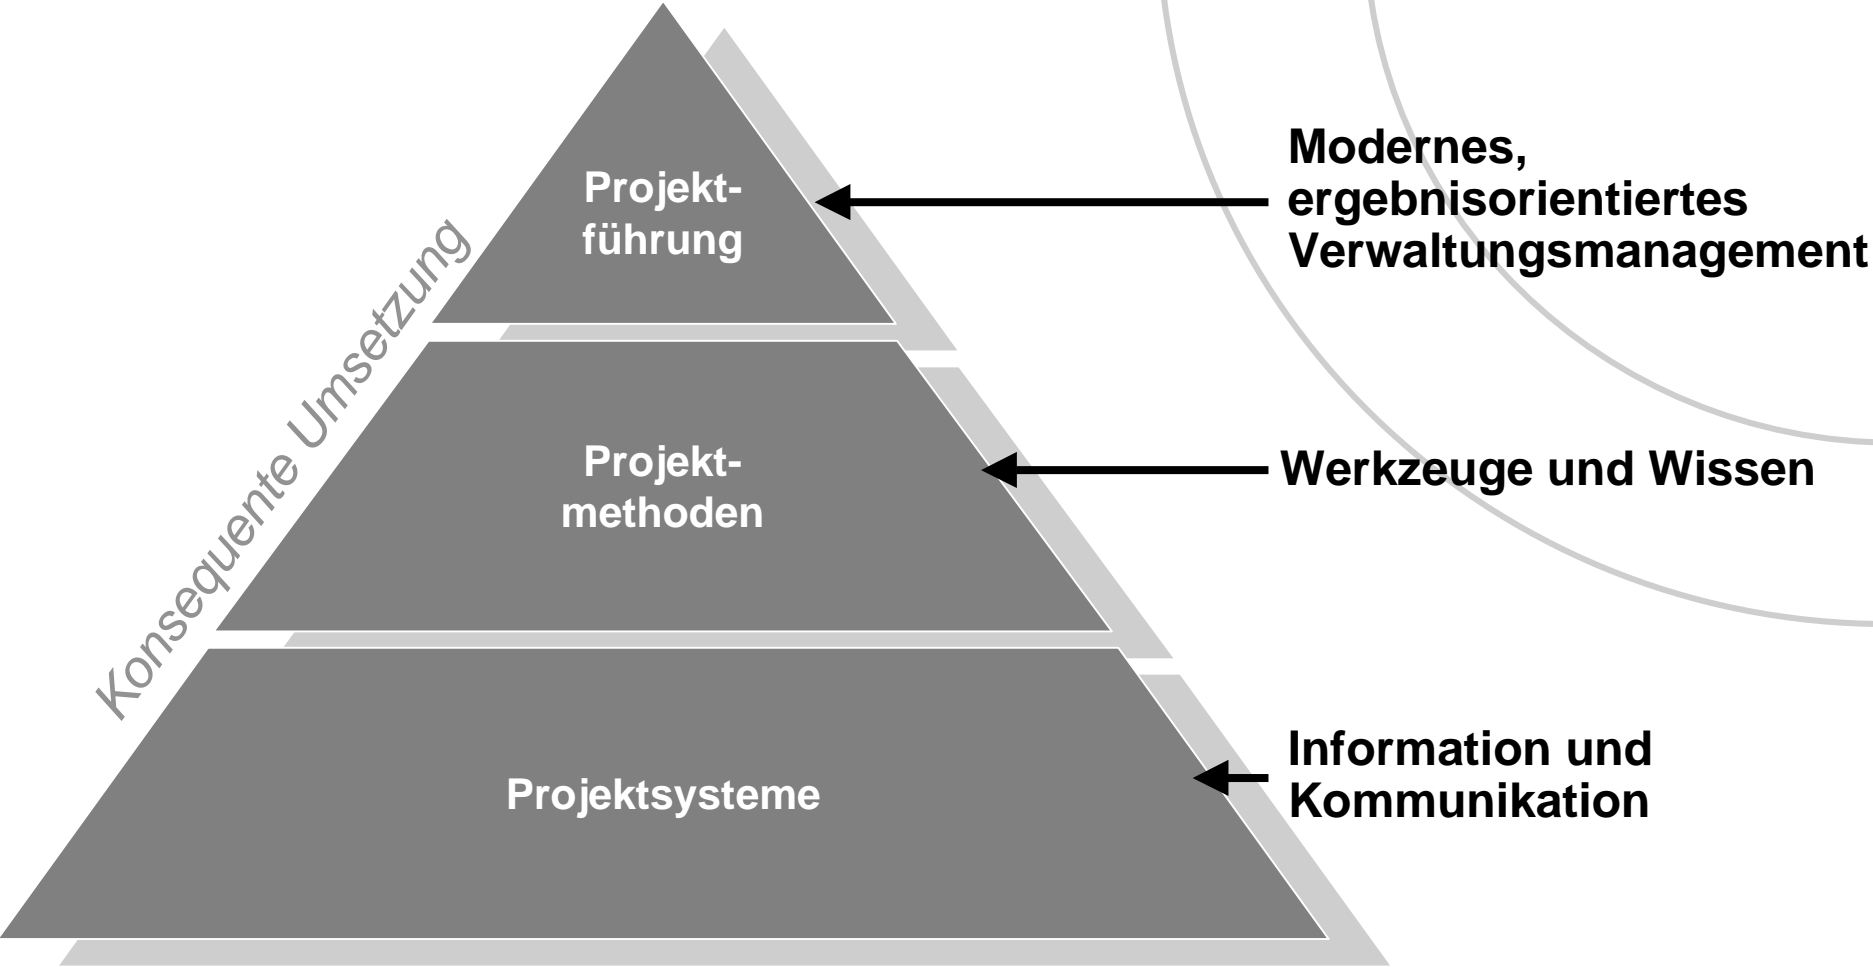 Projekt-
führung
Modernes,
ergebnisorientiertes
Verwaltungsmanagement
Konsequente Umsetzung
Projekt-
methoden
Werkzeuge und Wissen
Projektsysteme
Information und
Kommunikation